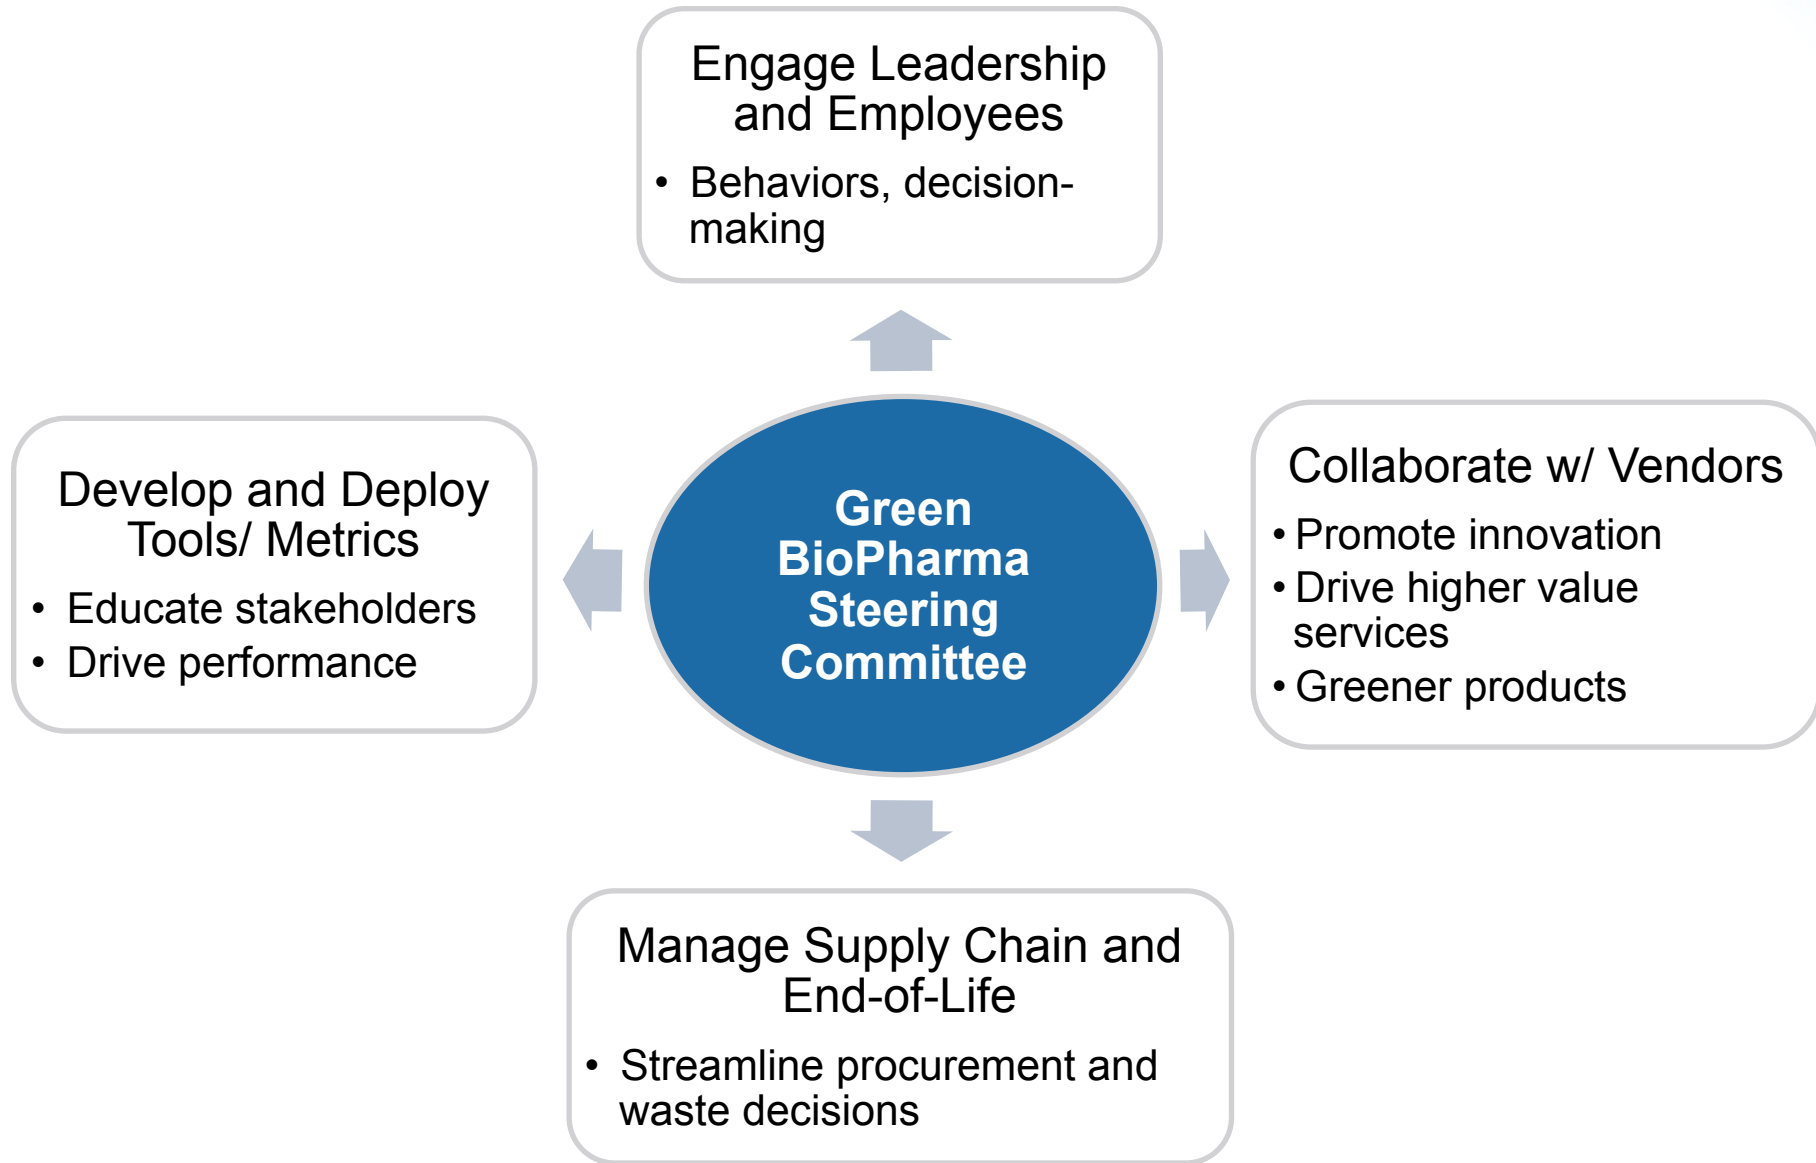 Engage Leadership
and Employees
• Behaviors, decision-
making
Develop and Deploy
Tools/ Metrics
• Educate stakeholders
• Drive performance
Green
BioPharma
Steering
Committee
Collaborate w/ Vendors
• Promote innovation
• Drive higher value
services
• Greener products
Manage Supply Chain and
End-of-Life
• Streamline procurement and
waste decisions